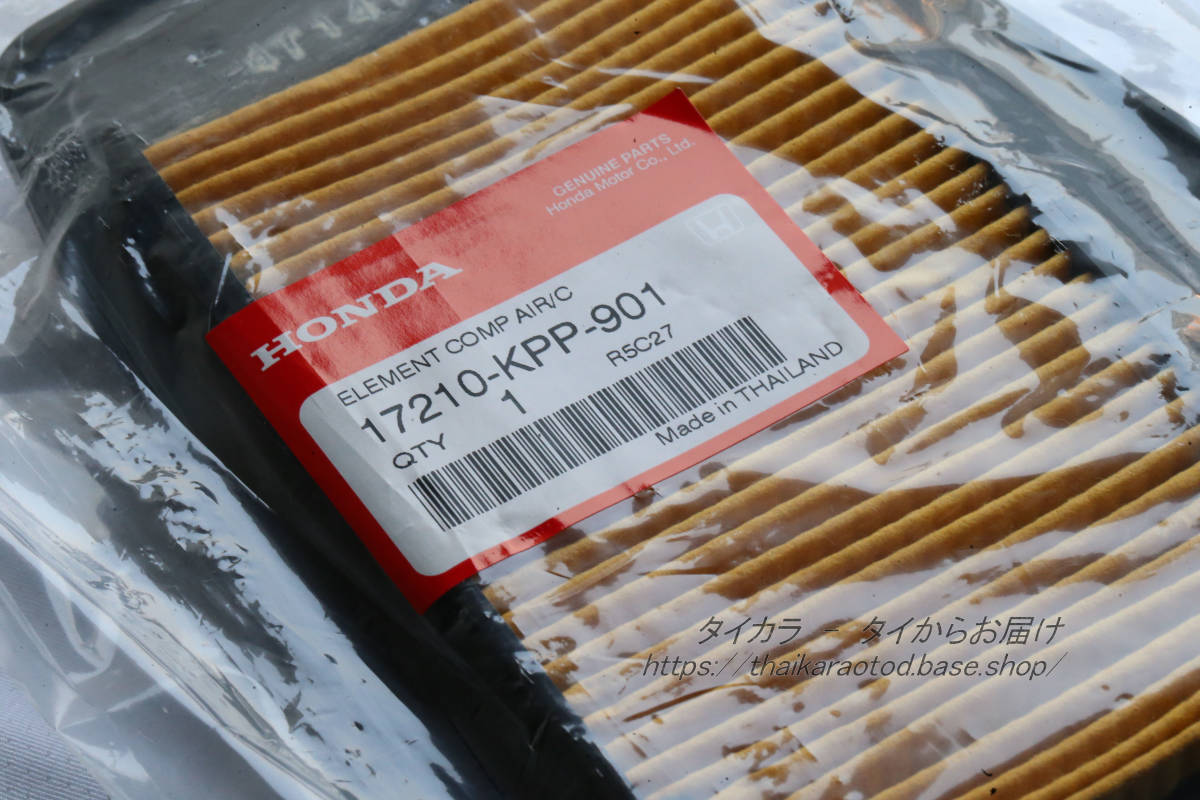 GENUINE PARTS
Honda Motor Co., Ltd.
HONDA
ELEMENT COMP AIR/C
17210-KPP-901
QTY 1 R5C27
Made in THAILAND
タイカラ - タイからお届け
https://thaikaraotod.base.shop/